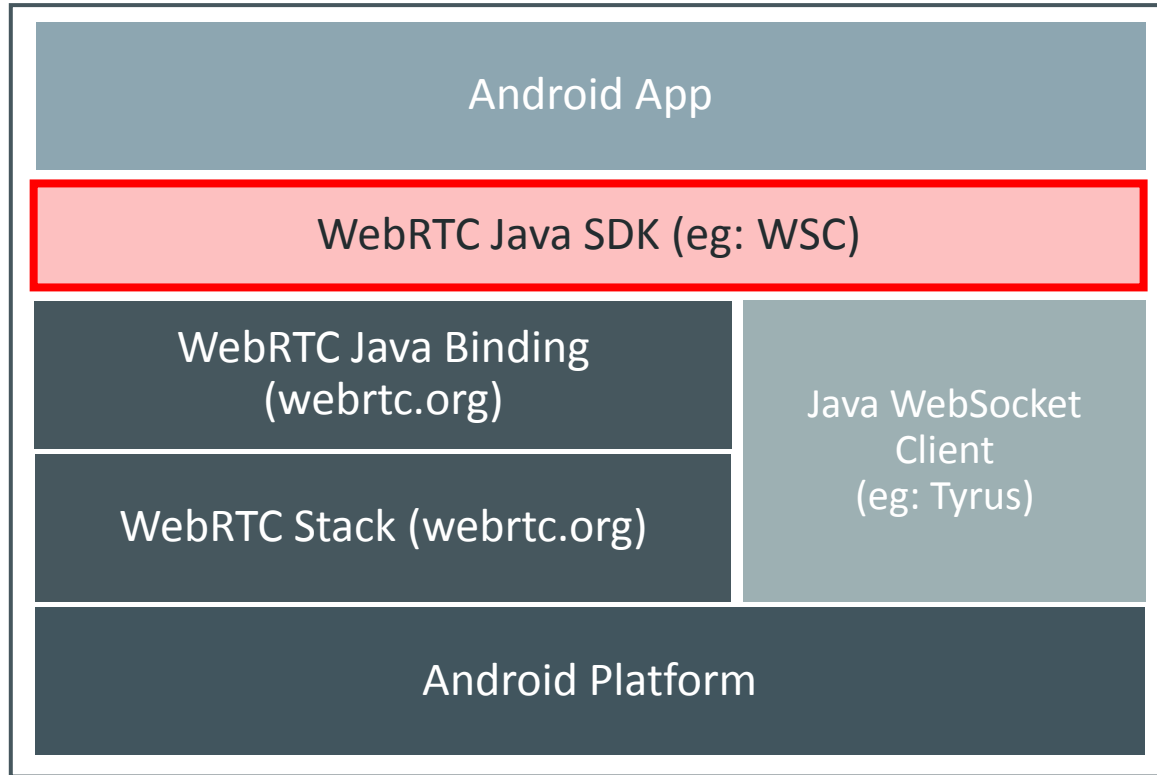 Android App
WebRTC Java SDK (eg: WSC)
WebRTC Java Binding
(webrtc.org)
Java WebSocket
Client
(eg: Tyrus)
WebRTC Stack (webrtc.org)
Android Platform